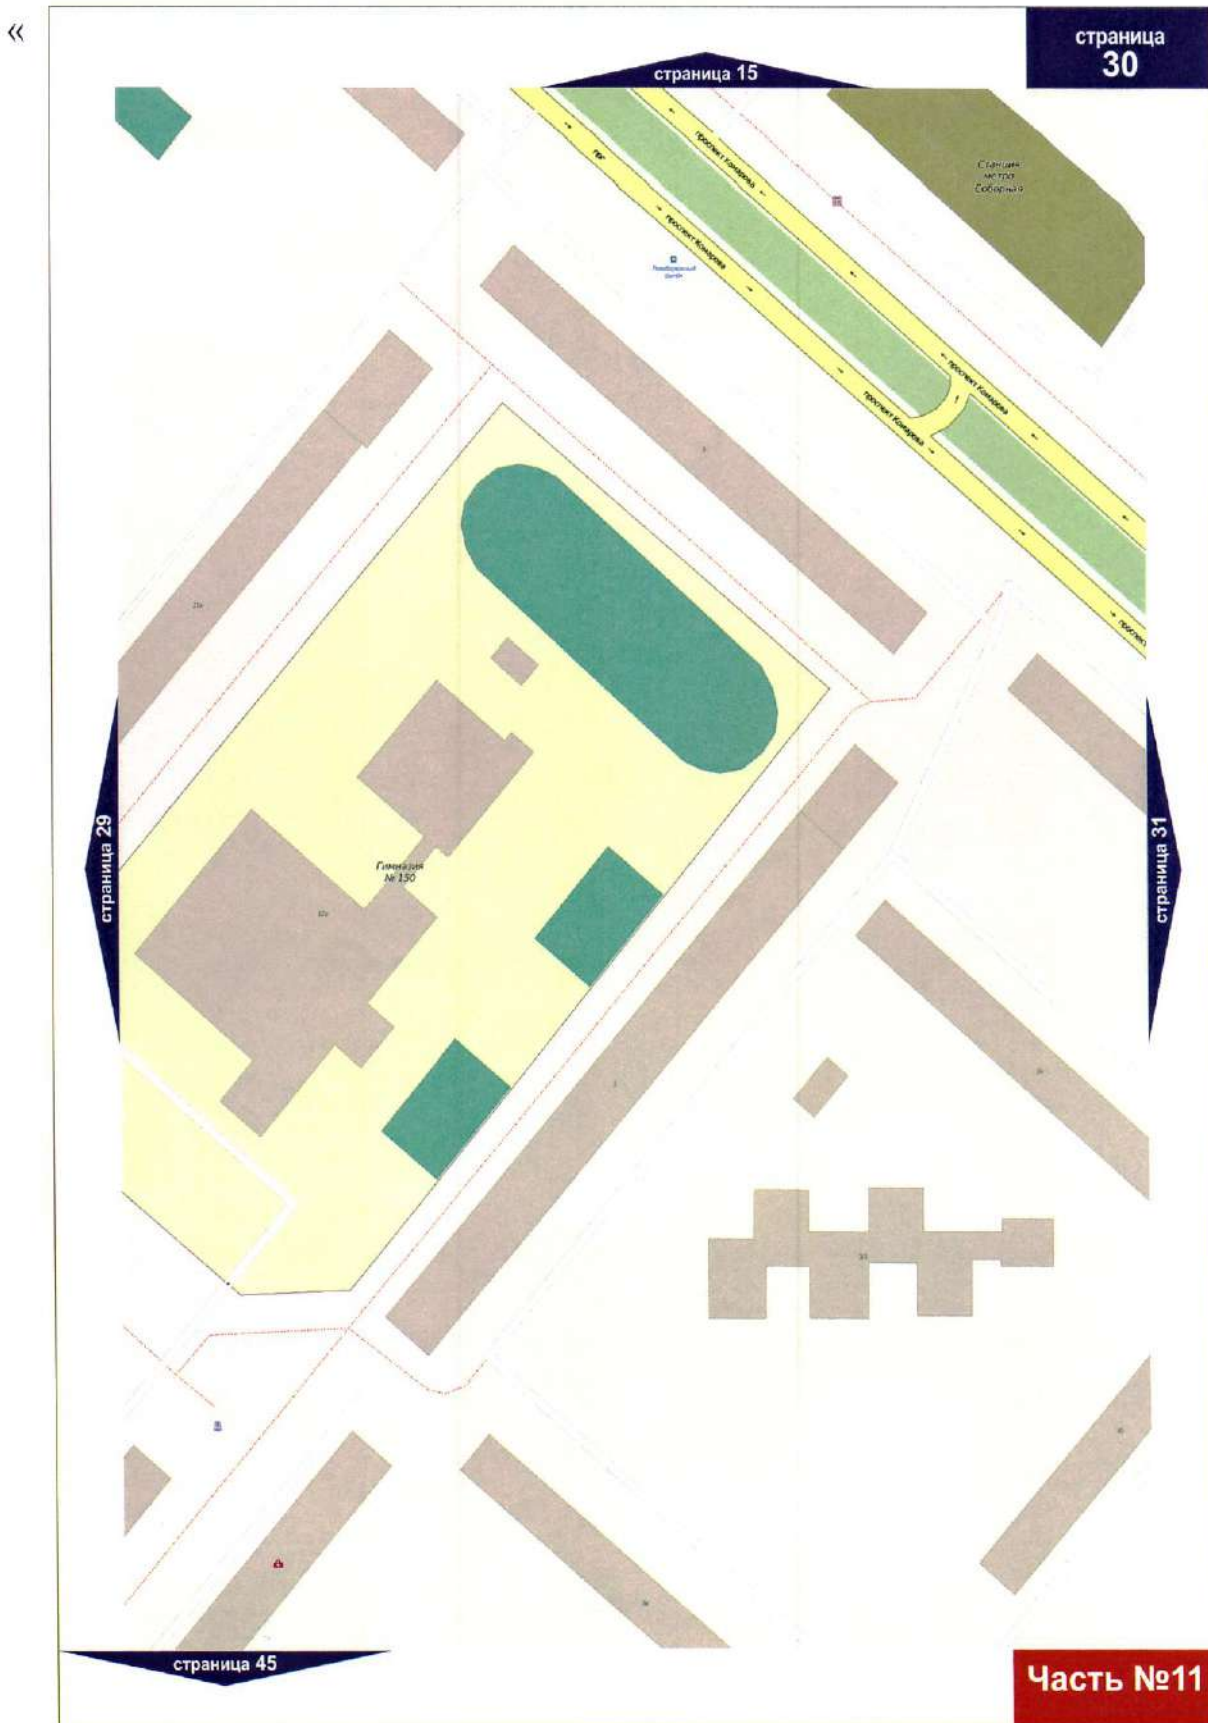 «
страница
30
страница 15
Станция
метро
Соборная
проспект Комарова
проспект Комарова
проспект Комарова
проспект Комарова
проспект
страница 29
Гимназия
№ 150
страница 31
страница 45
Часть №11